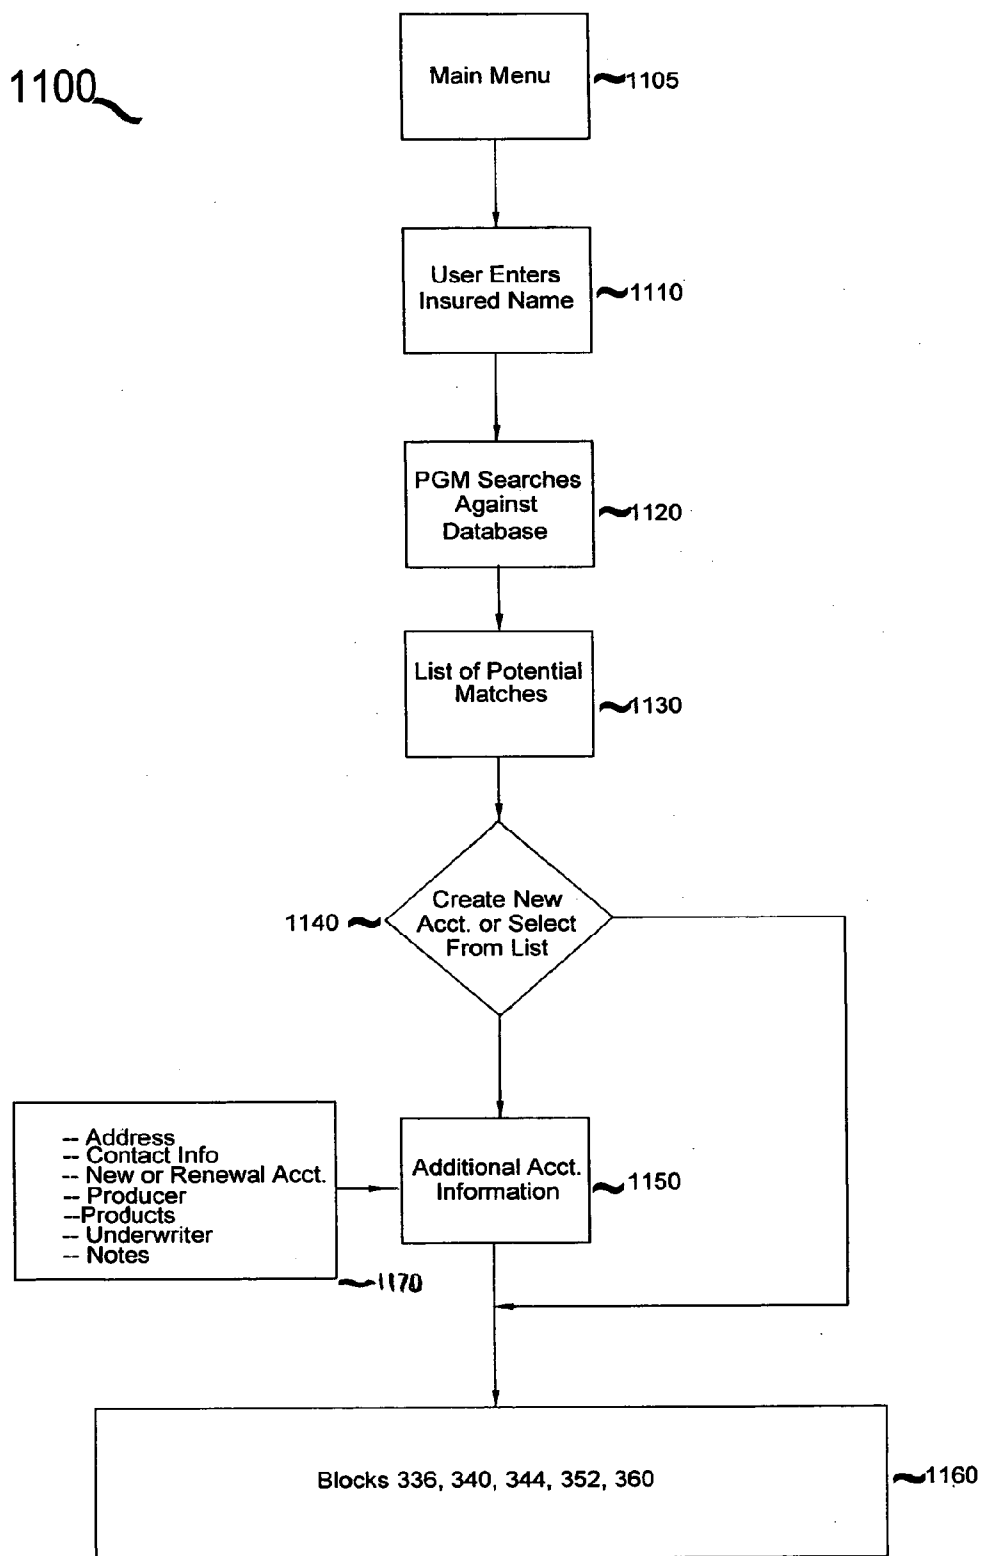 1100
Main Menu
1105
User Enters
Insured Name
1110
PGM Searches
Against
Database
1120
List of Potential
Matches
1130
Create New
Acct. or Select
From List
1140
-- Address
-- Contact Info
-- New or Renewal Acct.
-- Producer
--Products
-- Underwriter
-- Notes
1170
Additional Acct.
Information
1150
Blocks 336, 340, 344, 352, 360
1160